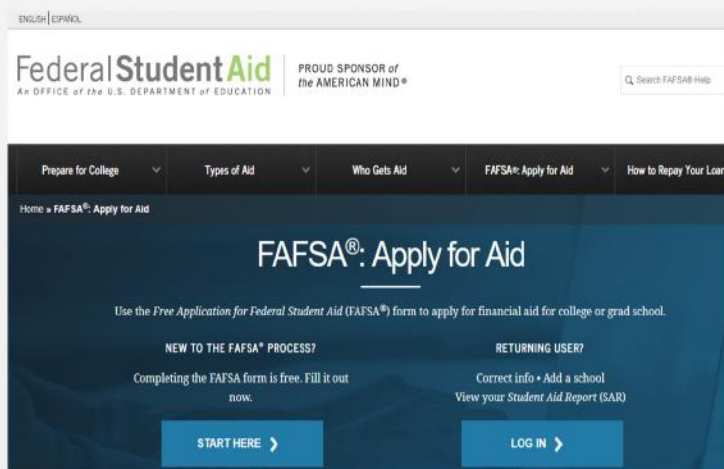 ENGLISH | ESPAÑOL
Federal Student Aid
An OFFICE of the U.S. DEPARTMENT of EDUCATION
PROUD SPONSOR of
the AMERICAN MIND®
Search FAFSA® Help
Prepare for College
Types of Aid
Who Gets Aid
FAFSA®: Apply for Aid
How to Repay Your Loan
Home » FAFSA®: Apply for Aid
FAFSA®: Apply for Aid
Use the Free Application for Federal Student Aid (FAFSA®) form to apply for financial aid for college or grad school.
NEW TO THE FAFSA® PROCESS?
Completing the FAFSA form is free. Fill it out
now.
START HERE ❯
RETURNING USER?
Correct info • Add a school
View your Student Aid Report (SAR)
LOG IN ❯